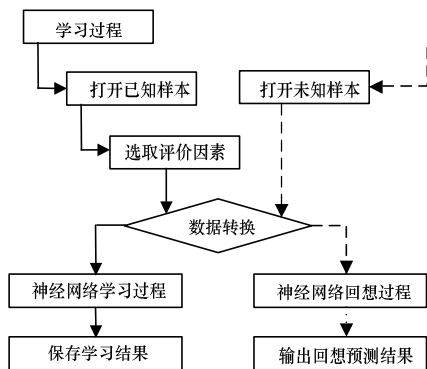 学习过程
打开已知样本
打开未知样本
选取评价因素
数据转换
神经网络学习过程
神经网络回想过程
保存学习结果
输出回想预测结果